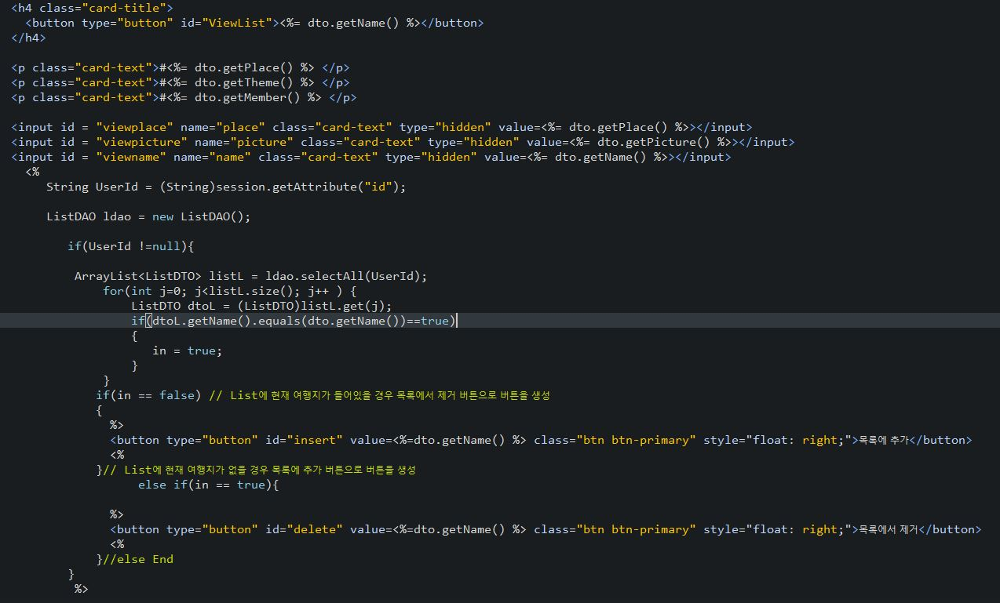 <h4 class="card-title">
<button type="button" id="ViewList"><%= dto.getName() %></button>
</h4>
<p class="card-text">#<%= dto.getPlace() %> </p>
<p class="card-text">#<%= dto.getTheme() %> </p>
<p class="card-text">#<%= dto.getMember() %> </p>
<input id = "viewplace" name="place" class="card-text" type="hidden" value=<%= dto.getPlace() %>></input>
<input id = "viewpicture" name="picture" class="card-text" type="hidden" value=<%= dto.getPicture() %>></input>
<input id = "viewname" name="name" class="card-text" type="hidden" value=<%= dto.getName() %>></input>
<%
String UserId = (String)session.getAttribute("id");
ListDAO ldao = new ListDAO();
if(UserId !=null){
ArrayList<ListDTO> listL = ldao.selectAll(UserId);
for(int j=0; j<listL.size(); j++ ) {
ListDTO dtoL = (ListDTO)listL.get(j);
if(dtoL.getName().equals(dto.getName())==true)
{
in = true;
}
}
if(in == false) // List에 현재 여행지가 들어있을 경우 목록에서 제거 버튼으로 버튼을 생성
{
%>
<button type="button" id="insert" value=<%=dto.getName() %> class="btn btn-primary" style="float: right;">목록에 추가</button>
<%
}// List에 현재 여행지가 없을 경우 목록에 추가 버튼으로 버튼을 생성
else if(in == true){
%>
<button type="button" id="delete" value=<%=dto.getName() %> class="btn btn-primary" style="float: right;">목록에서 제거</button>
<%
}//else End
}
%>